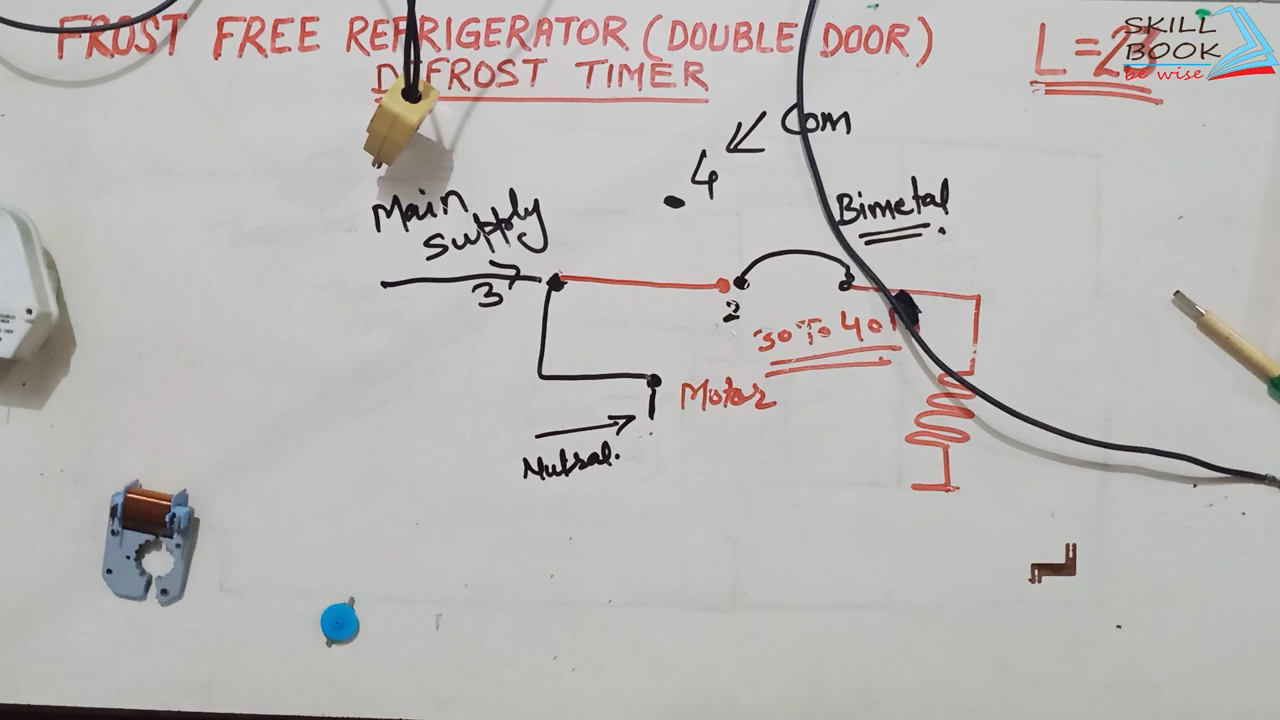 FROST FREE REFRIGERATOR (DOUBLE DOOR)
DEFROST TIMER
SKILL
BOOK
be wise
Com
4
Main
supply
Bimetal
3
2
30 To 40
Motor
Nutral.